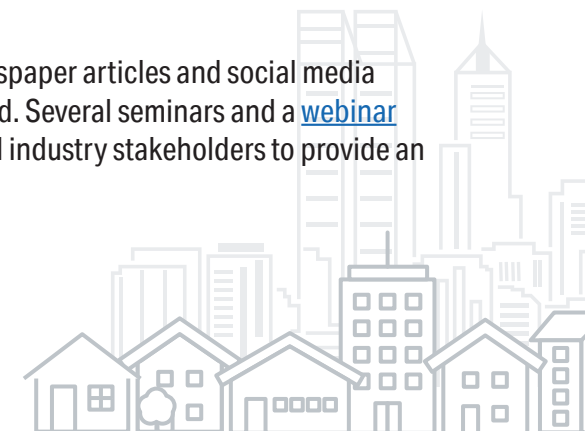 spaper articles and social media
d. Several seminars and a webinar
industry stakeholders to provide an